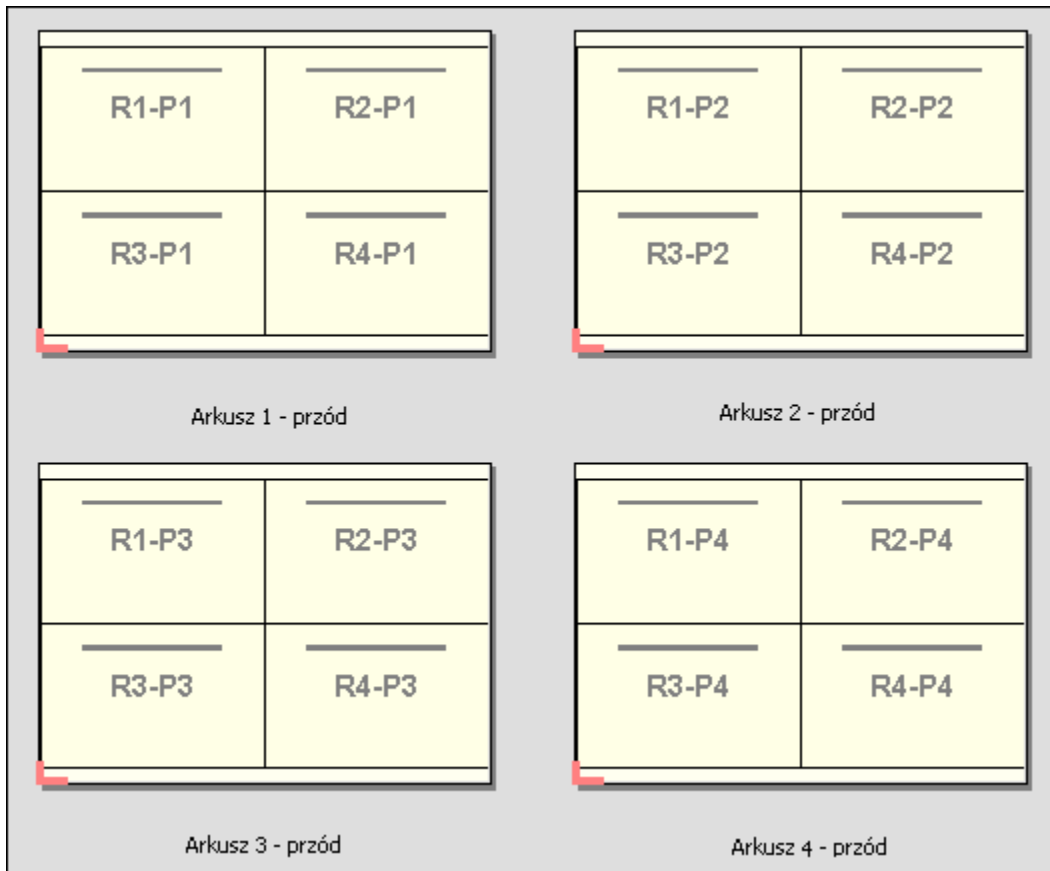 R1-P1 R2-P1
R3-P1 R4-P1
Arkusz 1 - przód
R1-P2 R2-P2
R3-P2 R4-P2
Arkusz 2 - przód
R1-P3 R2-P3
R3-P3 R4-P3
Arkusz 3 - przód
R1-P4 R2-P4
R3-P4 R4-P4
Arkusz 4 - przód